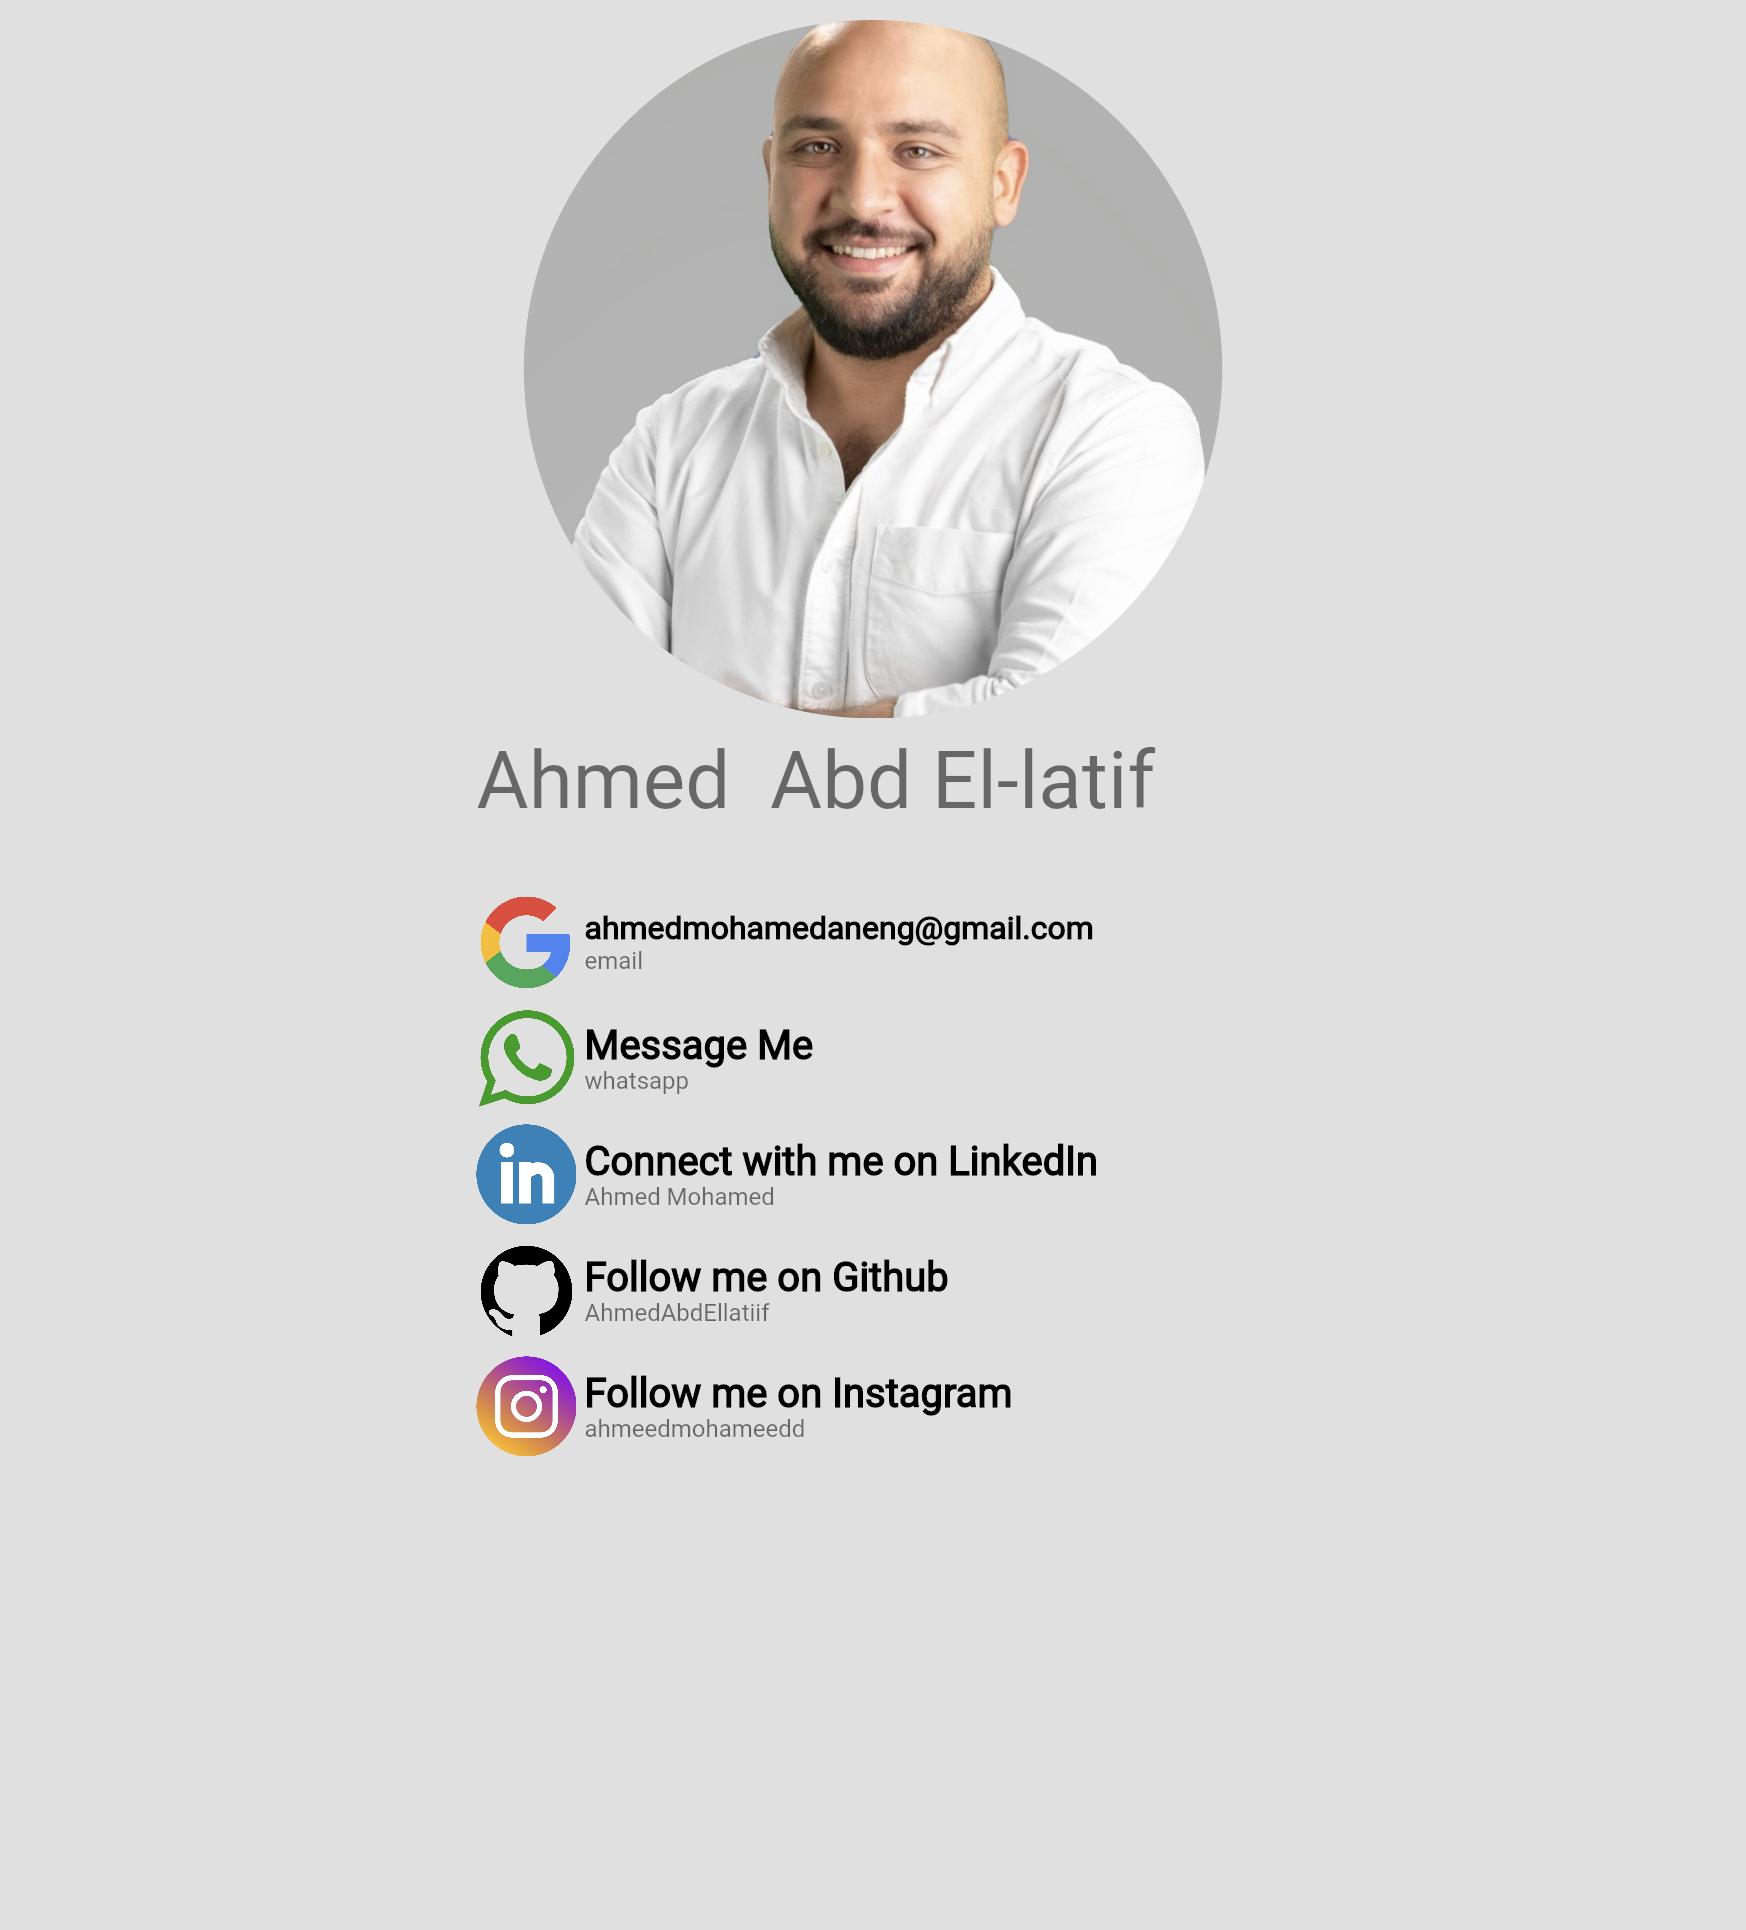 Ahmed  Abd El-latif
ahmedmohamedaneng@gmail.com
email
Message Me
whatsapp
in
Connect with me on LinkedIn
Ahmed Mohamed
Follow me on Github
AhmedAbdEllatiif
Follow me on Instagram
ahmeedmohameedd